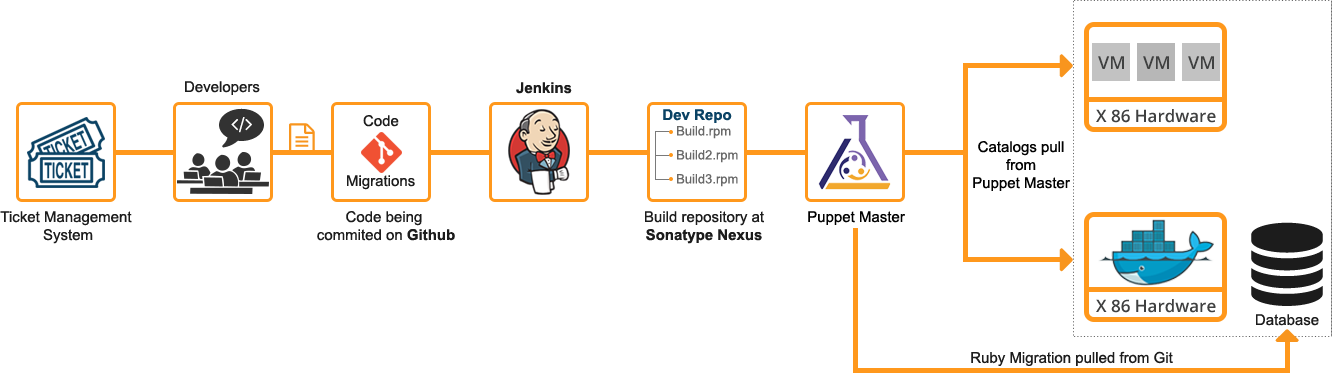 TICKET
TICKET
Ticket Management
System
Developers
</>
Code
Migrations
Code being
commited on Github
Jenkins
Dev Repo
Build.rpm
Build2.rpm
Build3.rpm
Build repository at
Sonatype Nexus
Puppet Master
Catalogs pull
from
Puppet Master
VM VM VM
X 86 Hardware
X 86 Hardware
Database
Ruby Migration pulled from Git